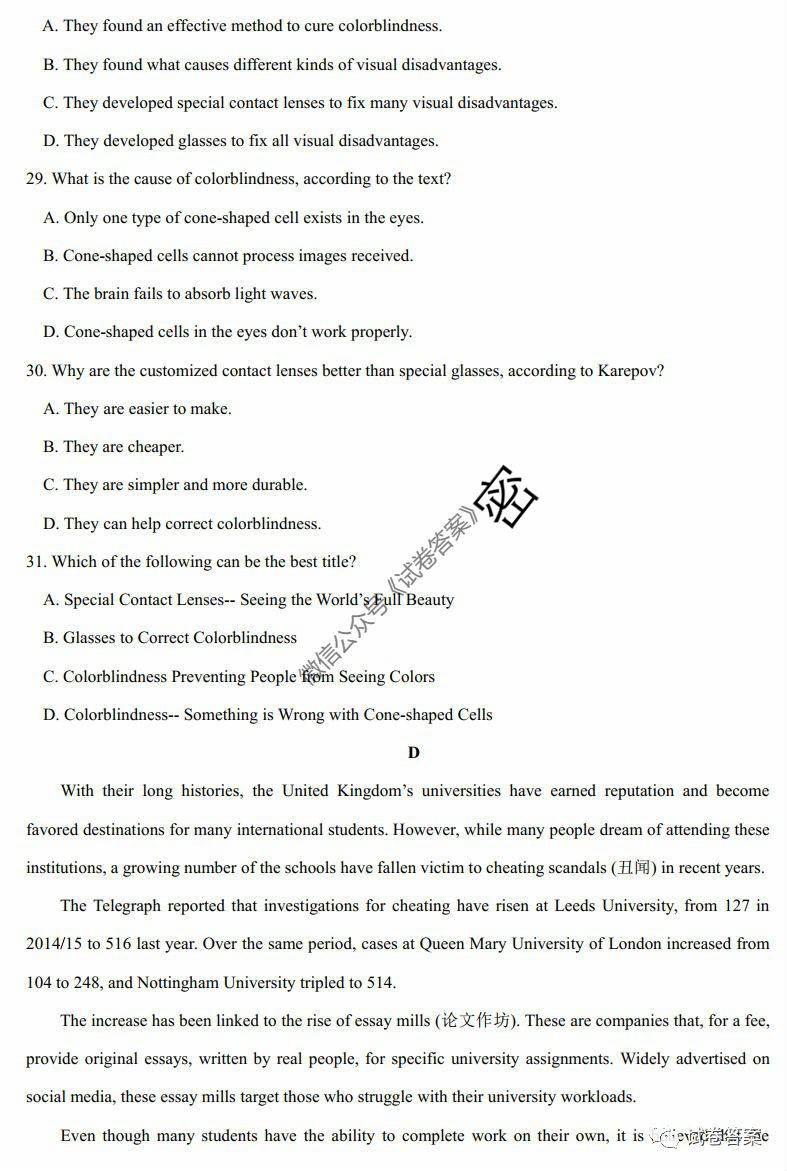 A. They found an effective method to cure colorblindness.
B. They found what causes different kinds of visual disadvantages.
C. They developed special contact lenses to fix many visual disadvantages.
D. They developed glasses to fix all visual disadvantages.
29. What is the cause of colorblindness, according to the text?
A. Only one type of cone-shaped cell exists in the eyes.
B. Cone-shaped cells cannot process images received.
C. The brain fails to absorb light waves.
D. Cone-shaped cells in the eyes don’t work properly.
30. Why are the customized contact lenses better than special glasses, according to Karepov?
A. They are easier to make.
B. They are cheaper.
C. They are simpler and more durable.
D. They can help correct colorblindness.
密
微信公众号《试卷答案》
31. Which of the following can be the best title?
A. Special Contact Lenses-- Seeing the World’s Full Beauty
B. Glasses to Correct Colorblindness
C. Colorblindness Preventing People from Seeing Colors
D. Colorblindness-- Something is Wrong with Cone-shaped Cells
D
With their long histories, the United Kingdom’s universities have earned reputation and become
favored destinations for many international students. However, while many people dream of attending these
institutions, a growing number of the schools have fallen victim to cheating scandals (丑闻) in recent years.
The Telegraph reported that investigations for cheating have risen at Leeds University, from 127 in
2014/15 to 516 last year. Over the same period, cases at Queen Mary University of London increased from
104 to 248, and Nottingham University tripled to 514.
The increase has been linked to the rise of essay mills (论文作坊). These are companies that, for a fee,
provide original essays, written by real people, for specific university assignments. Widely advertised on
social media, these essay mills target those who struggle with their university workloads.
Even though many students have the ability to complete work on their own, it is
试卷答案